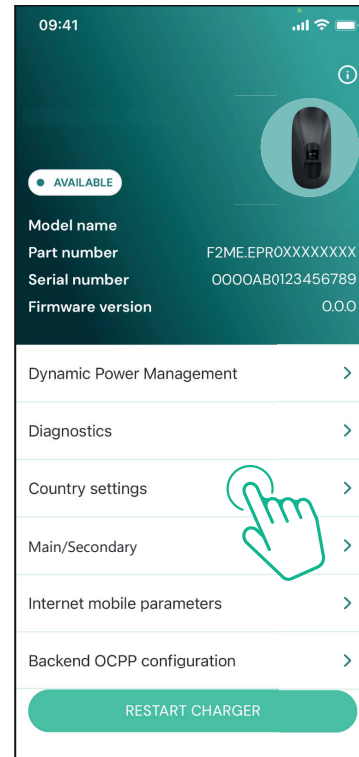 09:41
AVAILABLE
Model name
Part number F2ME.EPR0XXXXXXXX
Serial number 0000AB0123456789
Firmware version 0.0.0
Dynamic Power Management
Diagnostics
Country settings
Main/Secondary
Internet mobile parameters
Backend OCPP configuration
RESTART CHARGER